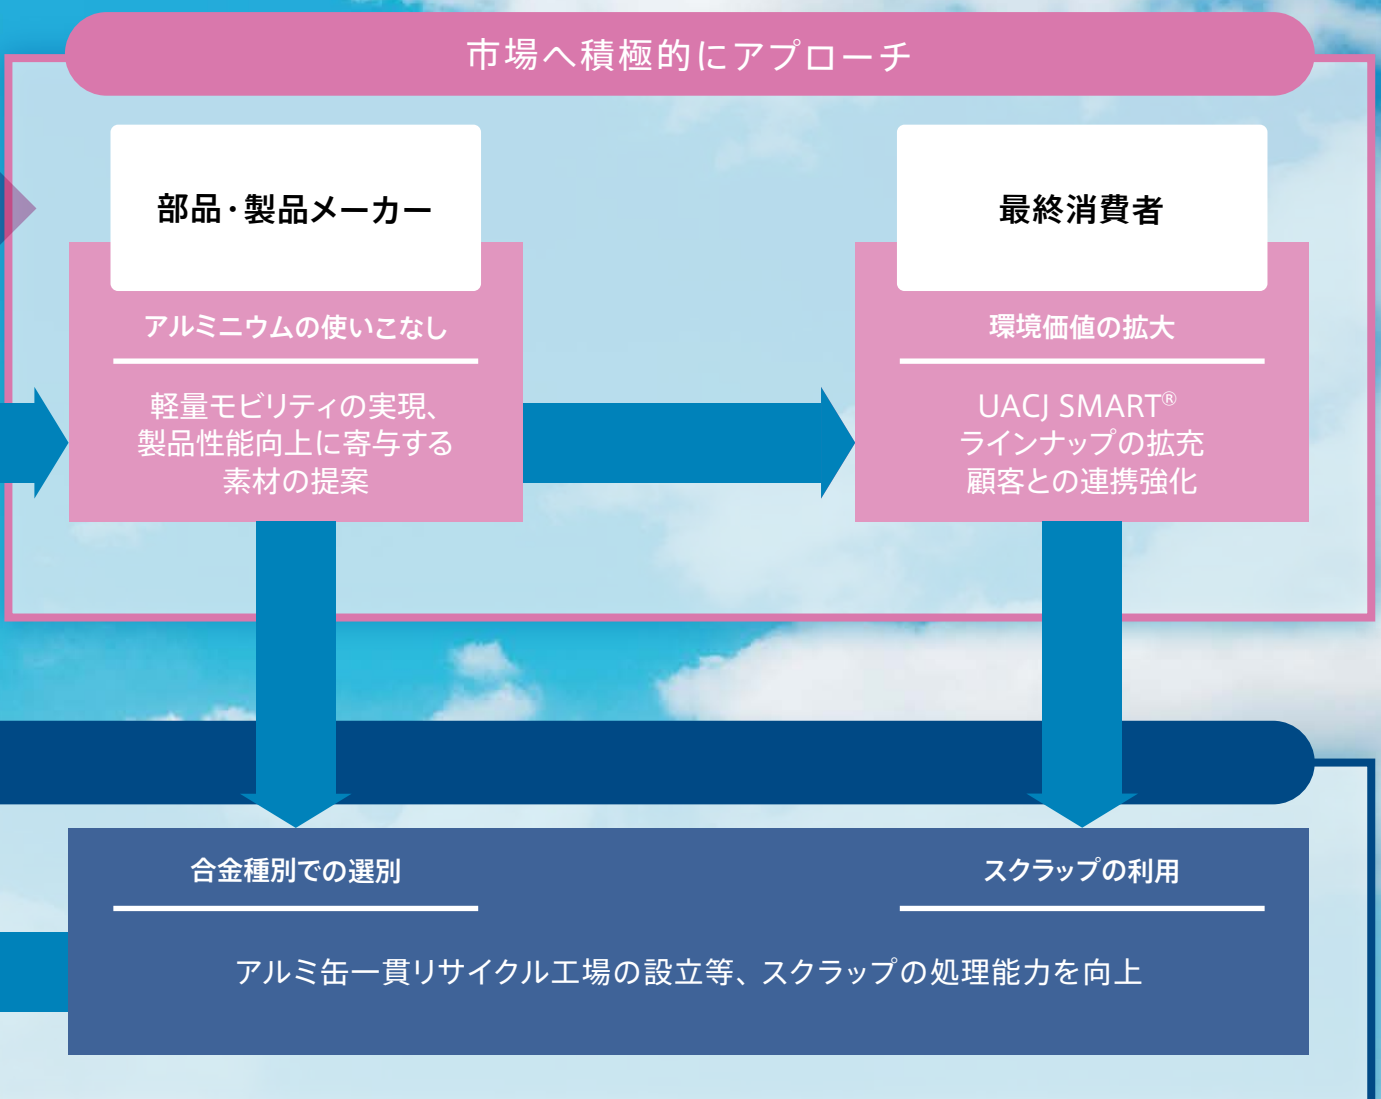 市場へ積極的にアプローチ
部品・製品メーカー
アルミニウムの使いこなし
軽量モビリティの実現、
製品性能向上に寄与する
素材の提案
最終消費者
環境価値の拡大
UACJ SMART®
ラインナップの拡充
顧客との連携強化
合金種別での選別
スクラップの利用
アルミ缶一貫リサイクル工場の設立等、スクラップの処理能力を向上